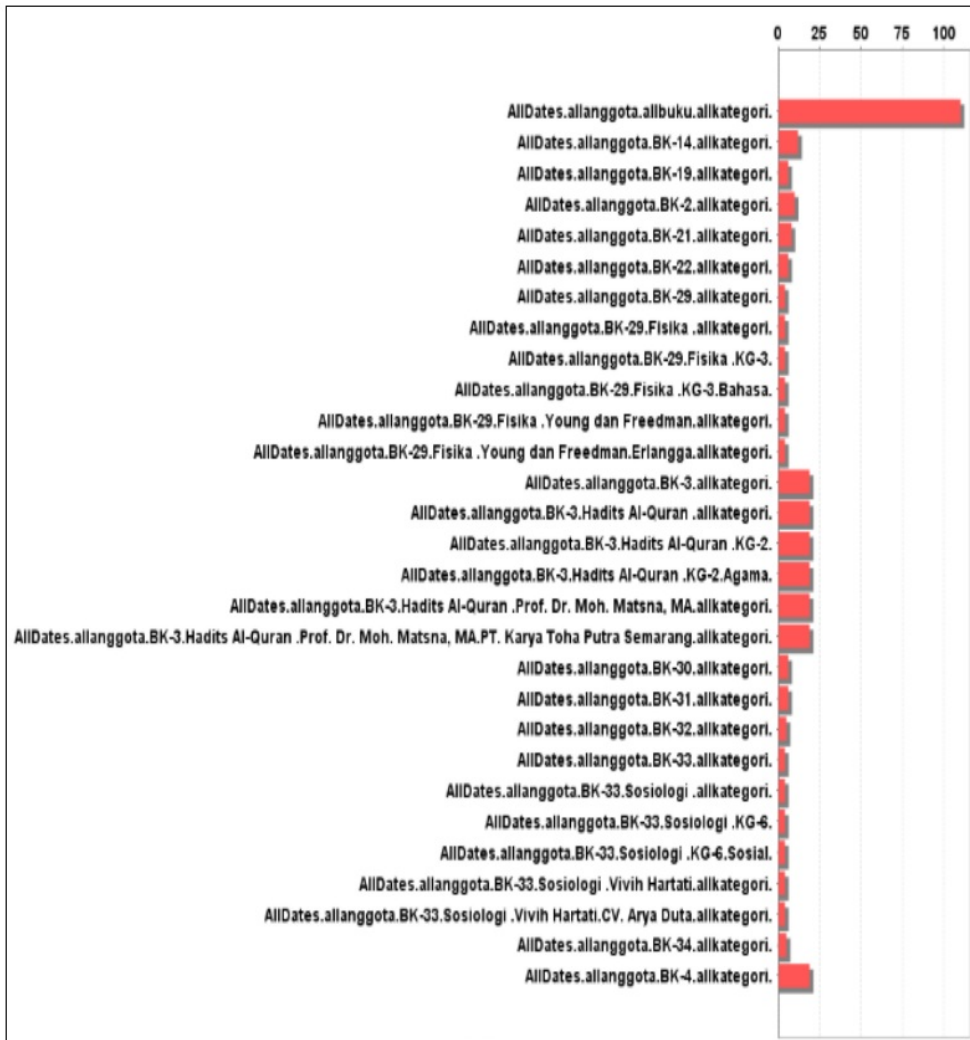 0 25 50 75 100
AllDates.allanggota.allbuku.allkategori.
AllDates.allanggota.BK-14.allkategori.
AllDates.allanggota.BK-19.allkategori.
AllDates.allanggota.BK-2.allkategori.
AllDates.allanggota.BK-21.allkategori.
AllDates.allanggota.BK-22.allkategori.
AllDates.allanggota.BK-29.allkategori.
AllDates.allanggota.BK-29.Fisika .allkategori.
AllDates.allanggota.BK-29.Fisika .KG-3.
AllDates.allanggota.BK-29.Fisika .KG-3.Bahasa.
AllDates.allanggota.BK-29.Fisika .Young dan Freedman.allkategori.
AllDates.allanggota.BK-29.Fisika .Young dan Freedman.Erlangga.allkategori.
AllDates.allanggota.BK-3.allkategori.
AllDates.allanggota.BK-3.Hadits Al-Quran .allkategori.
AllDates.allanggota.BK-3.Hadits Al-Quran .KG-2.
AllDates.allanggota.BK-3.Hadits Al-Quran .KG-2.Agama.
AllDates.allanggota.BK-3.Hadits Al-Quran .Prof. Dr. Moh. Matsna, MA.allkategori.
AllDates.allanggota.BK-3.Hadits Al-Quran .Prof. Dr. Moh. Matsna, MA.PT. Karya Toha Putra Semarang.allkategori.
AllDates.allanggota.BK-30.allkategori.
AllDates.allanggota.BK-31.allkategori.
AllDates.allanggota.BK-32.allkategori.
AllDates.allanggota.BK-33.allkategori.
AllDates.allanggota.BK-33.Sosiologi .allkategori.
AllDates.allanggota.BK-33.Sosiologi .KG-6.
AllDates.allanggota.BK-33.Sosiologi .KG-6.Sosial.
AllDates.allanggota.BK-33.Sosiologi .Vivih Hartati.allkategori.
AllDates.allanggota.BK-33.Sosiologi .Vivih Hartati.CV. Arya Duta.allkategori.
AllDates.allanggota.BK-34.allkategori.
AllDates.allanggota.BK-4.allkategori.